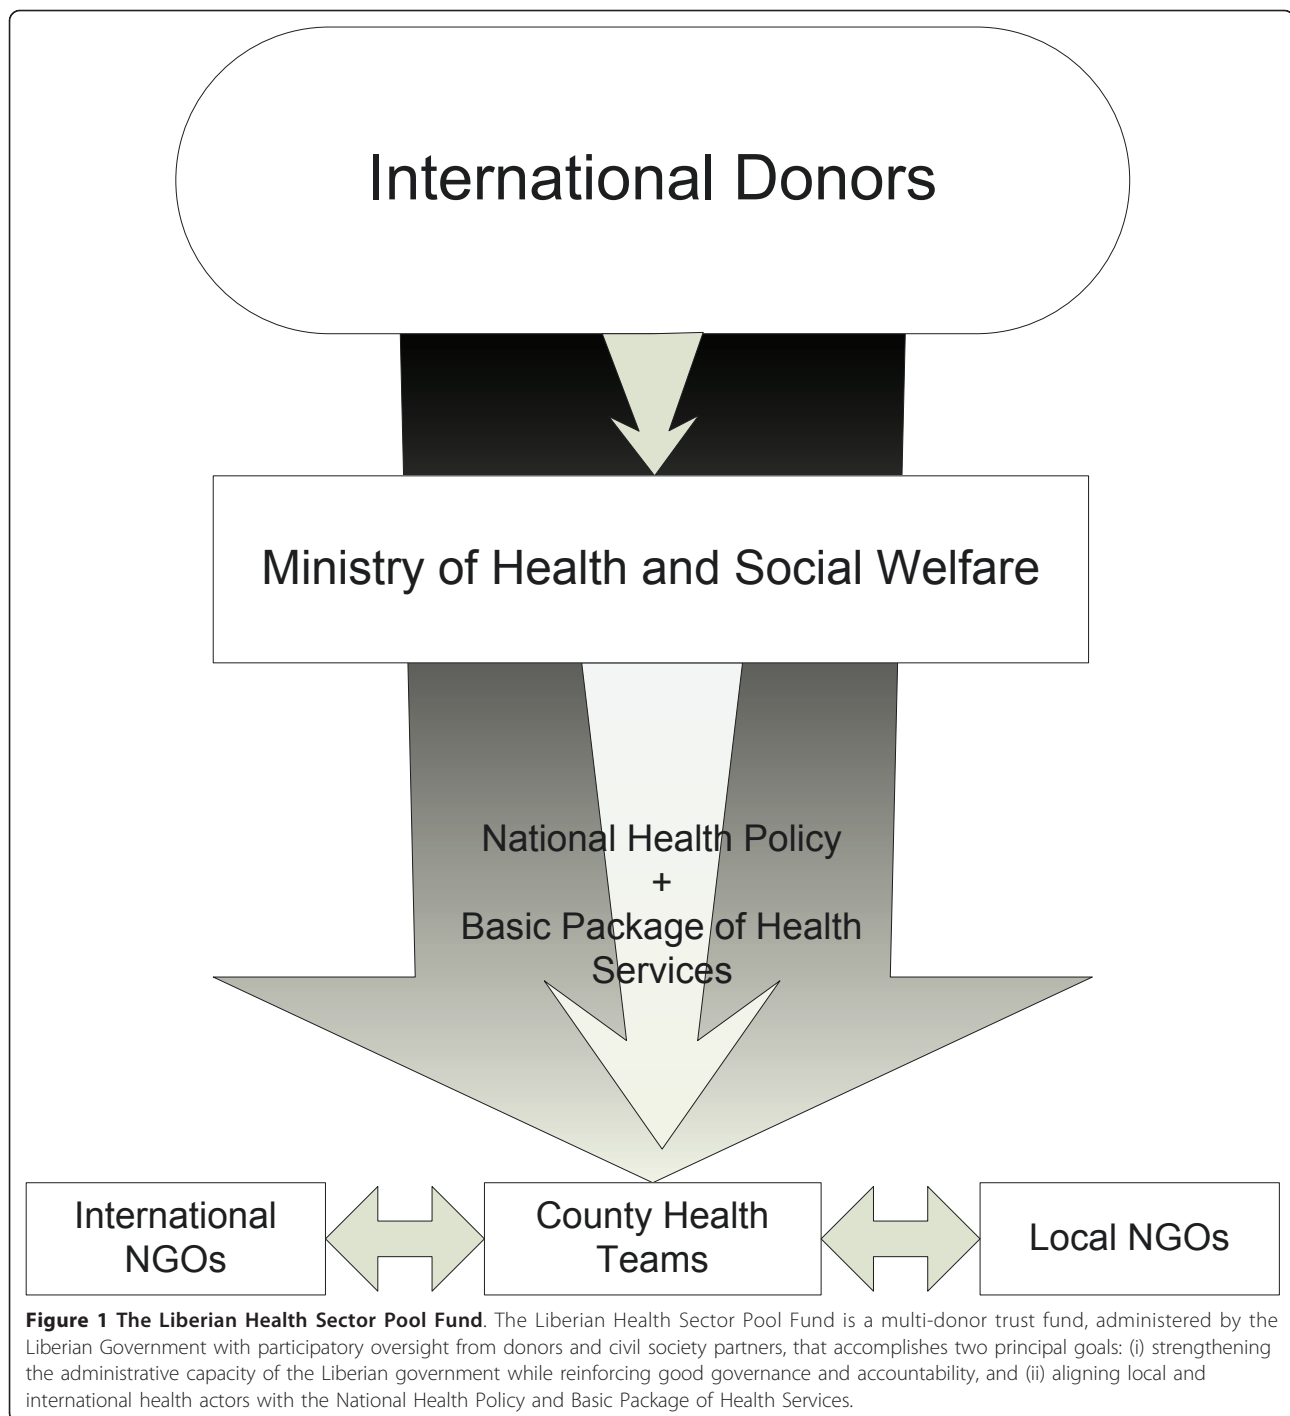 International Donors
Ministry of Health and Social Welfare
National Health Policy
+
Basic Package of Health
Services
International
NGOs
County Health
Teams
Local NGOs
Figure 1 The Liberian Health Sector Pool Fund. The Liberian Health Sector Pool Fund is a multi-donor trust fund, administered by the
Liberian Government with participatory oversight from donors and civil society partners, that accomplishes two principal goals: (i) strengthening
the administrative capacity of the Liberian government while reinforcing good governance and accountability, and (ii) aligning local and
international health actors with the National Health Policy and Basic Package of Health Services.